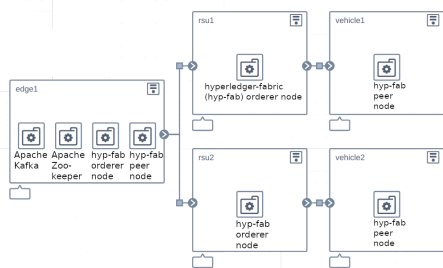 rsu1
hyperledger-fabric
(hyp-fab) orderer node
vehicle1
hyp-fab
peer
node
edge1
Apache
Kafka
Apache
Zoo-
keeper
hyp-fab
orderer
node
hyp-fab
peer
node
rsu2
hyp-fab
orderer
node
vehicle2
hyp-fab
peer
node